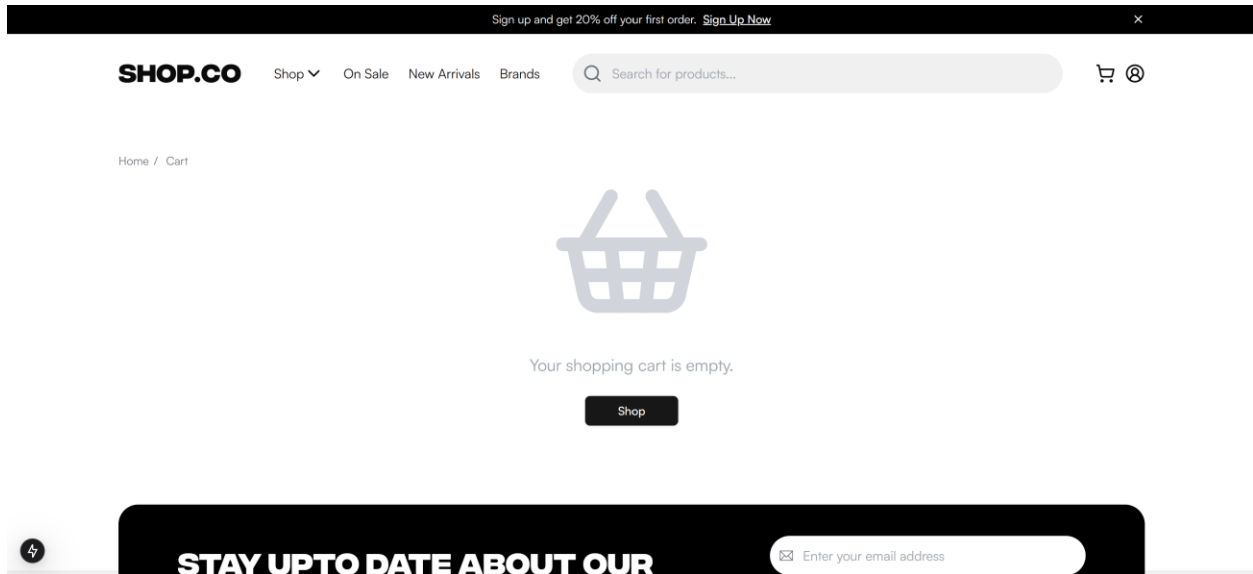 Sign up and get 20% off your first order. Sign Up Now
SHOP.CO Shop On Sale New Arrivals Brands Search for products...
Home / Cart
Your shopping cart is empty.
Shop
STAY UPTO DATE ABOUT OUR
Enter your email address